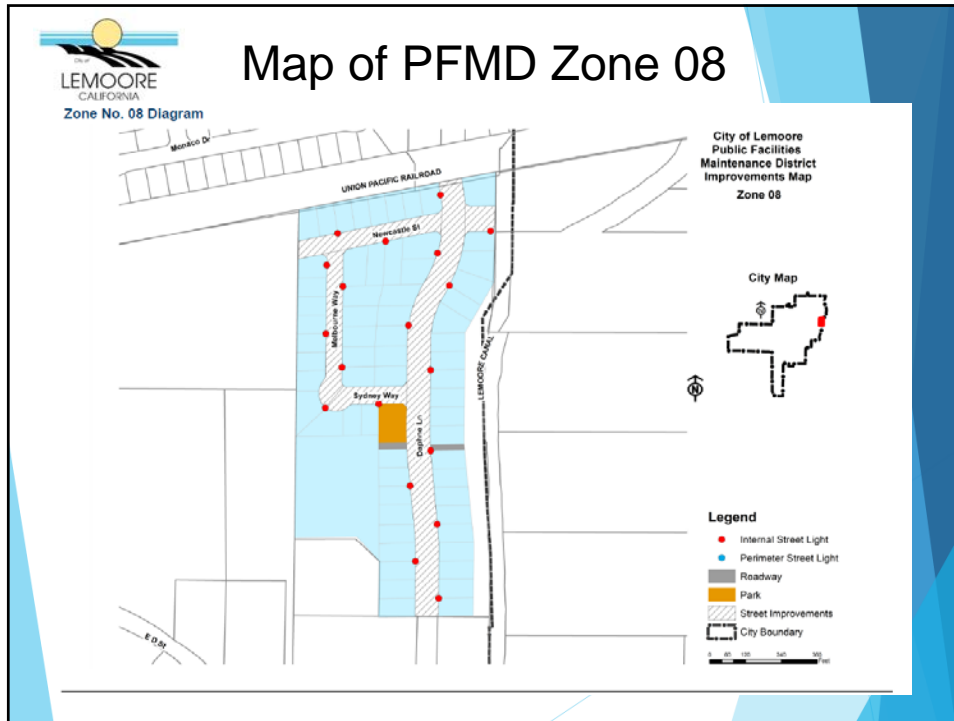 City of
LEMOORE
CALIFORNIA
Map of PFMD Zone 08
Zone No. 08 Diagram
Monaco Dr
UNION PACIFIC RAILROAD
Newcastle St
Melbourne Way
Sydney Way
Daphne Ln
LEMOORE CANAL
E D St
City of Lemoore
Public Facilities
Maintenance District
Improvements Map
Zone 08
City Map
N
Legend
Internal Street Light
Perimeter Street Light
Roadway
Park
Street Improvements
City Boundary
Feet